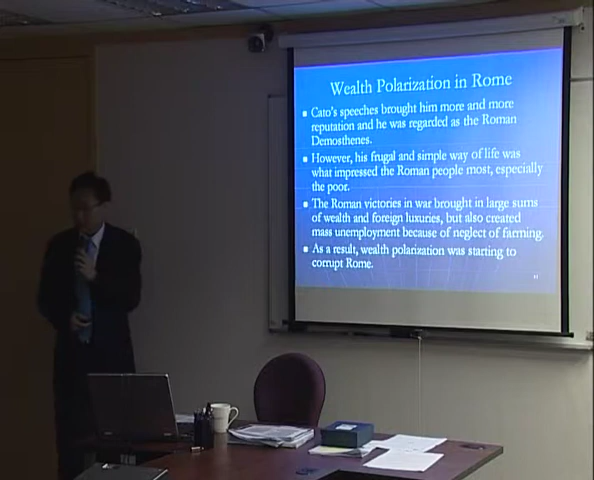 Wealth Polarization in Rome
Cato's speeches brought him more and more
reputation and he was regarded as the Roman
Demosthenes.
However, his frugal and simple way of life was
what impressed the Roman people most, especially
the poor.
The Roman victories in war brought in large sums
of wealth and foreign luxuries, but also created
mass unemployment because of neglect of farming.
As a result, wealth polarization was starting to
corrupt Rome.